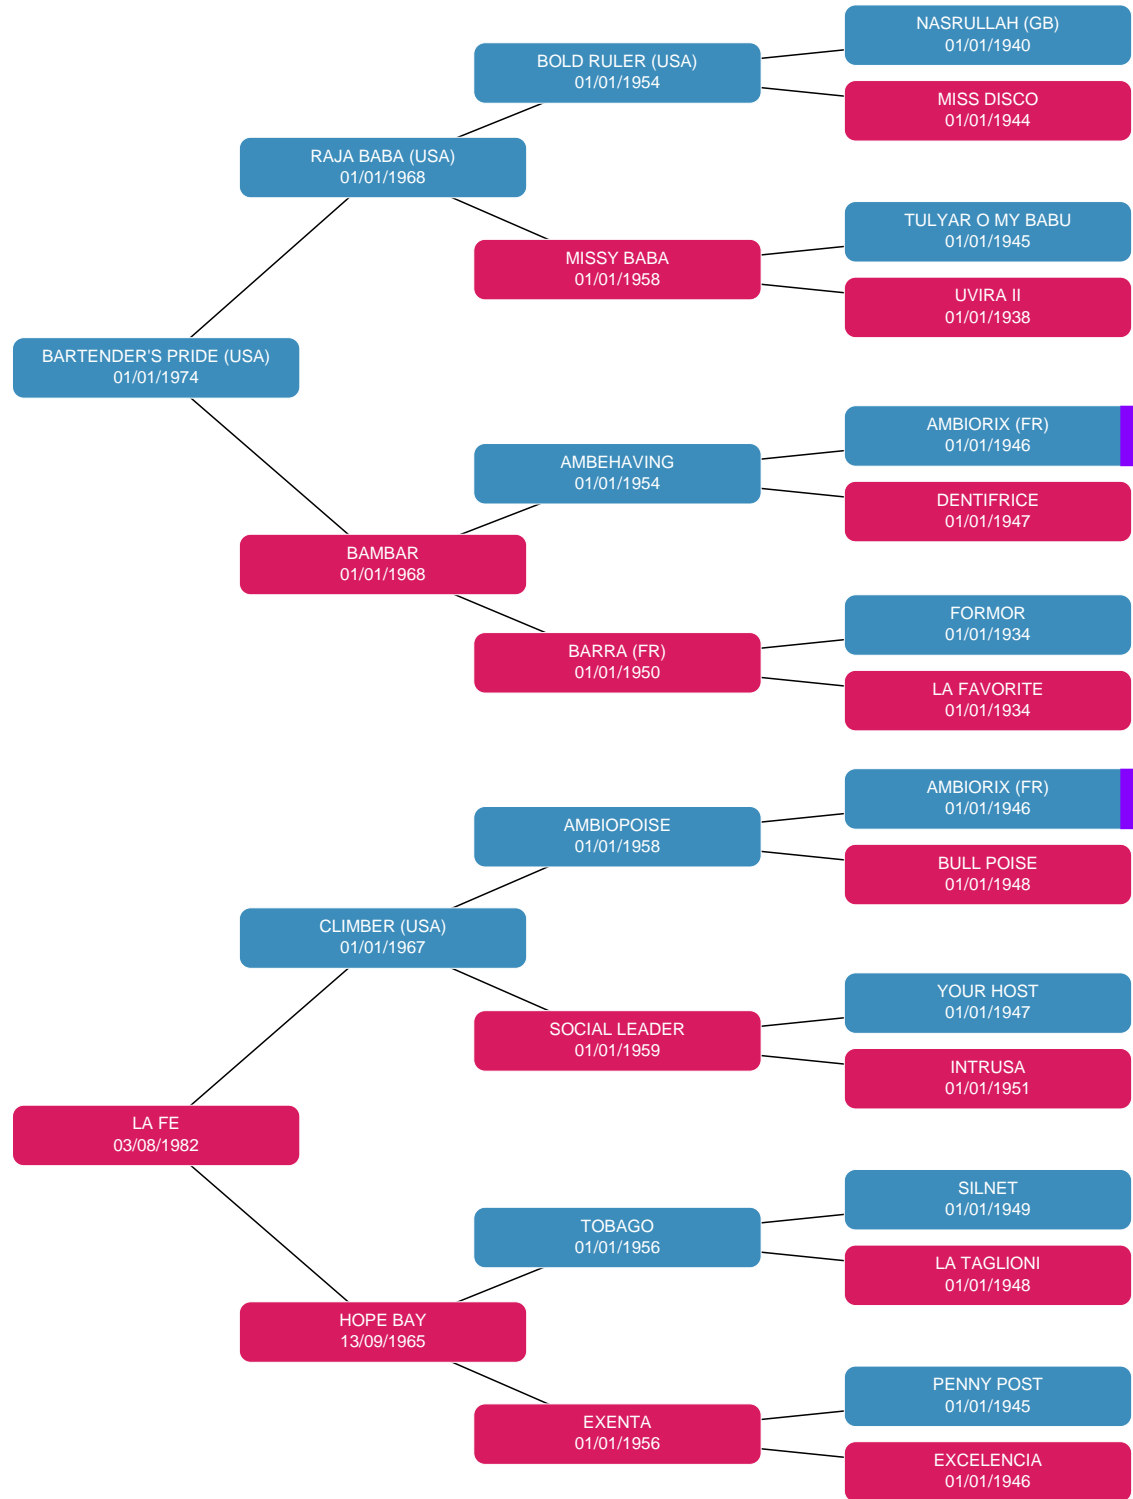 NASRULLAH (GB)
01/01/1940
BOLD RULER (USA)
01/01/1954
MISS DISCO
01/01/1944
RAJA BABA (USA)
01/01/1968
TULYAR O MY BABU
01/01/1945
MISSY BABA
01/01/1958
UVIRA II
01/01/1938
BARTENDER'S PRIDE (USA)
01/01/1974
AMBIORIX (FR)
01/01/1946
AMBEHAVING
01/01/1954
DENTIFRICE
01/01/1947
BAMBAR
01/01/1968
FORMOR
01/01/1934
BARRA (FR)
01/01/1950
LA FAVORITE
01/01/1934
AMBIORIX (FR)
01/01/1946
AMBIOPOISE
01/01/1958
BULL POISE
01/01/1948
CLIMBER (USA)
01/01/1967
YOUR HOST
01/01/1947
SOCIAL LEADER
01/01/1959
INTRUSA
01/01/1951
LA FE
03/08/1982
SILNET
01/01/1949
TOBAGO
01/01/1956
LA TAGLIONI
01/01/1948
HOPE BAY
13/09/1965
PENNY POST
01/01/1945
EXENTA
01/01/1956
EXCELENCIA
01/01/1946